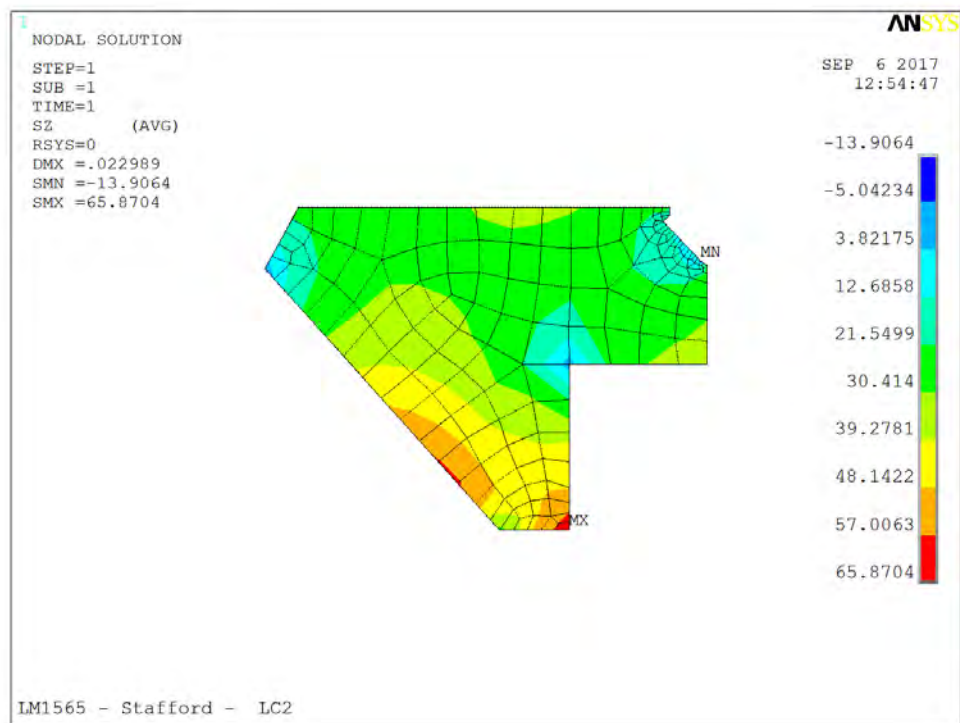 1
ANSYS
NODAL SOLUTION
STEP=1
SUB =1
TIME=1
SZ (AVG)
RSYS=0
DMX =.022989
SMN =-13.9064
SMX =65.8704
SEP 6 2017
12:54:47
-13.9064
-5.04234
3.82175
12.6858
21.5499
30.414
39.2781
48.1422
57.0063
65.8704
MN
MX
LM1565 - Stafford - LC2